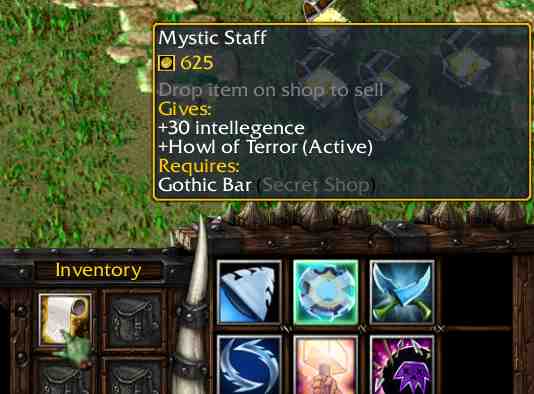 Mystic Staff
625
Drop item on shop to sell
Gives:
+30 intellegence
+Howl of Terror (Active)
Requires:
Gothic Bar (Secret Shop)
Inventory